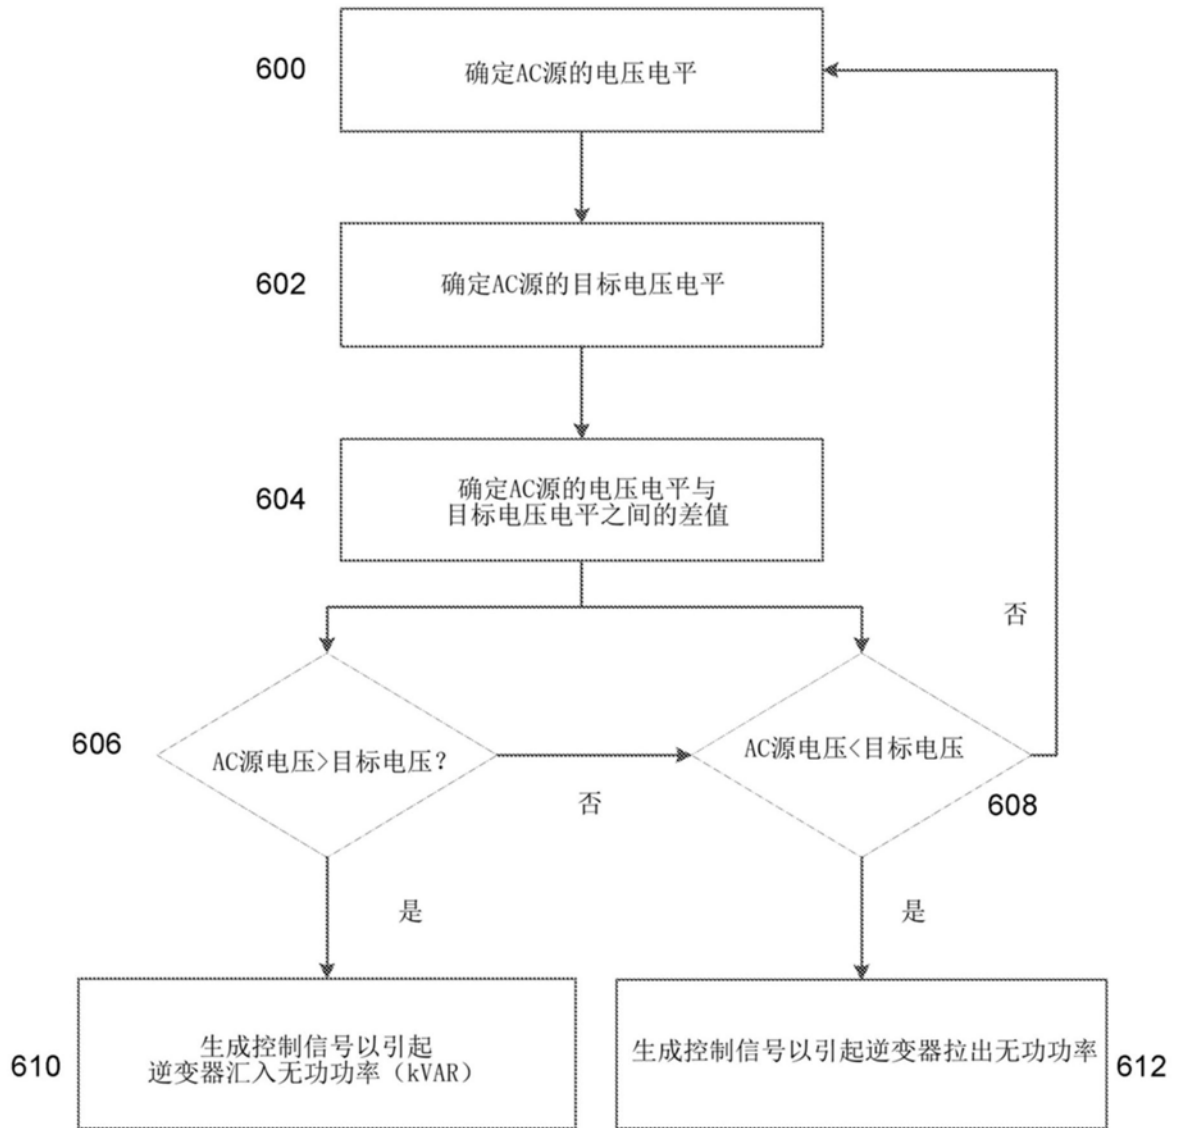 600
确定AC源的电压电平
602
确定AC源的目标电压电平
604
确定AC源的电压电平与
目标电压电平之间的差值
否
606
AC源电压>目标电压?
否
AC源电压<目标电压
608
是
是
610
生成控制信号以引起
逆变器汇入无功功率（kVAR）
生成控制信号以引起逆变器拉出无功功率
612